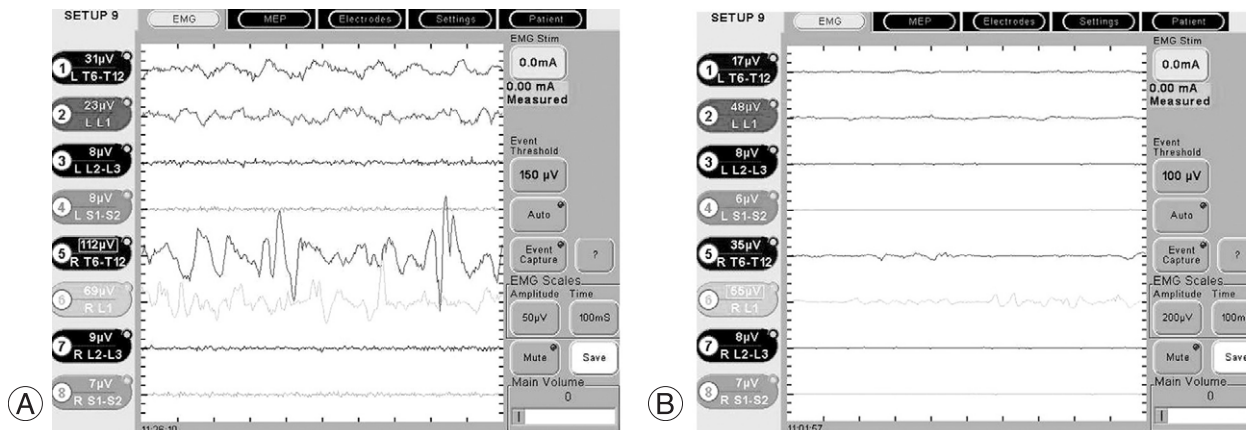 SETUP 9 EMG MEP Electrodes Settings Patient
EMG Stim
0.0mA
0.00 mA
Measured
1 31µV
L T6-T12
2 23µV
L L1
3 8µV
L L2-L3
4 8µV
L S1-S2
5 112µV
R T6-T12
6 69µV
R L1
7 9µV
R L2-L3
8 7µV
R S1-S2
Event
Threshold
150 µV
Auto
Event
Capture
?
EMG Scales
Amplitude Time
50µV 100mS
Mute Save
Main Volume
0
A
SETUP 9 EMG MEP Electrodes Settings Patient
EMG Stim
0.0mA
0.00 mA
Measured
1 17µV
L T6-T12
2 48µV
L L1
3 8µV
L L2-L3
4 6µV
L S1-S2
5 35µV
R T6-T12
6 55µV
R L1
7 8µV
R L2-L3
8 7µV
R S1-S2
Event
Threshold
100 µV
Auto
Event
Capture
?
EMG Scales
Amplitude Time
200µV 100m
Mute Save
Main Volume
0
B